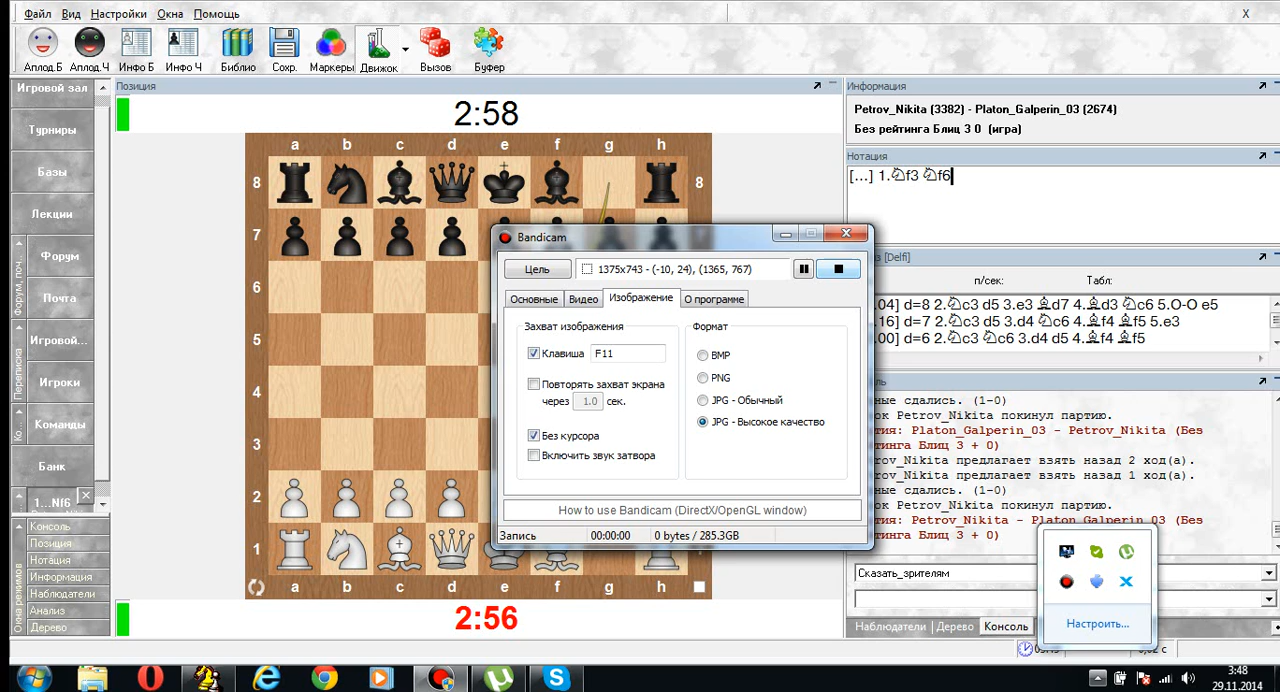 Файл Вид Настройки Окна Помощь
X
Аплод.Б Аплод.Ч Инфо Б Инфо Ч Библио Сохр. Маркеры Движок Вызов Буфер
Игровой зал
Турниры
Базы
Лекции
Форум
Почта
Игровой...
Игроки
Команды
Банк
1...Nf6
Форум, поч...
Переписка
Ко...
Окна режимов
Консоль
Позиция
Нотация
Информация
Наблюдатели
Анализ
Дерево
Позиция
2:58
a b c d e f g h
8 8
7 7
6
5
4
3
2
1
a b c d e f g h
2:56
Информация
Petrov_Nikita (3382) - Platon_Galperin_03 (2674)
Без рейтинга Блиц 3 0 (игра)
Нотация
[...] 1.♘f3 ♘f6
[Delfi]
п/сек: Табл:
.04] d=8 2.♘c3 d5 3.e3 ♗d7 4.♗d3 ♘c6 5.O-O e5
.16] d=7 2.♘c3 d5 3.d4 ♘c6 4.♗f4 ♗f5 5.e3
.00] d=6 2.♘c3 ♘c6 3.d4 d5 4.♗f4 ♗f5
ные сдались. (1-0)
ок Petrov_Nikita покинул партию.
тия: Platon_Galperin_03 - Petrov_Nikita (Без
тинга Блиц 3 + 0)
rov_Nikita предлагает взять назад 2 ход(а).
rov_Nikita предлагает взять назад 1 ход(а).
ные сдались. (1-0)
ок Petrov_Nikita покинул партию.
тия: Petrov_Nikita - Platon_Galperin_03 (Без
тинга Блиц 3 + 0)
Сказать_зрителям
Наблюдатели Дерево Консоль
Bandicam
Цель 1375x743 - (-10, 24), (1365, 767)
Основные Видео Изображение О программе
Захват изображения
Клавиша F11
Повторять захват экрана
через 1.0 сек.
Без курсора
Включить звук затвора
Формат
BMP
PNG
JPG - Обычный
JPG - Высокое качество
How to use Bandicam (DirectX/OpenGL window)
Запись 00:00:00 0 bytes / 285.3GB
Настроить...
3:48
29.11.2014